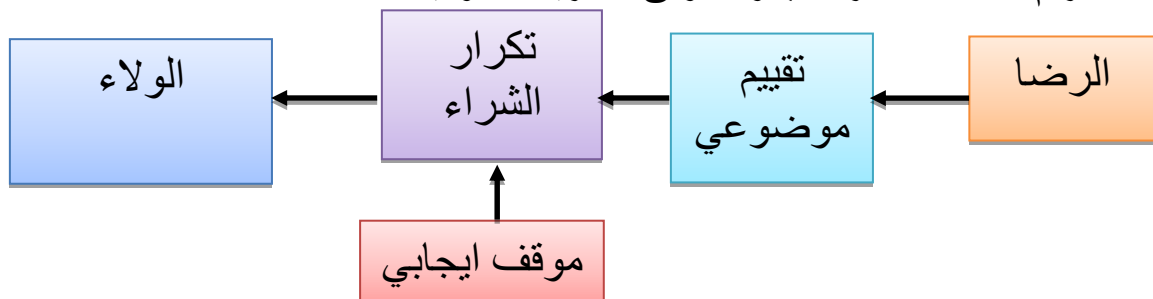 الرضا
تقييم
موضوعي
تكرار
الشراء
الولاء
موقف ايجابي